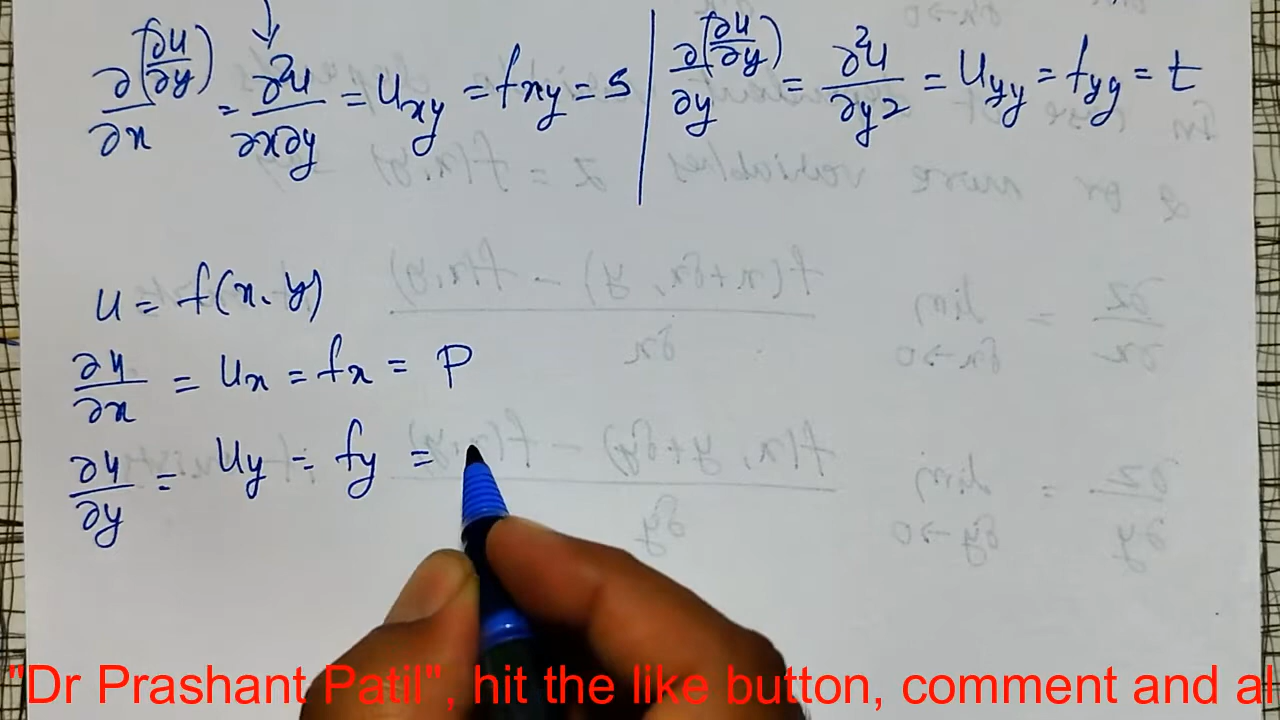 ∂(∂u/∂y)/∂x = ∂²u/∂x∂y = u_xy = f_xy = s | ∂(∂u/∂y)/∂y = ∂²u/∂y² = u_yy = f_yy = t
u = f(x, y)
∂u/∂x = u_x = f_x = P
∂u/∂y = u_y = f_y =
"Dr Prashant Patil", hit the like button, comment and al